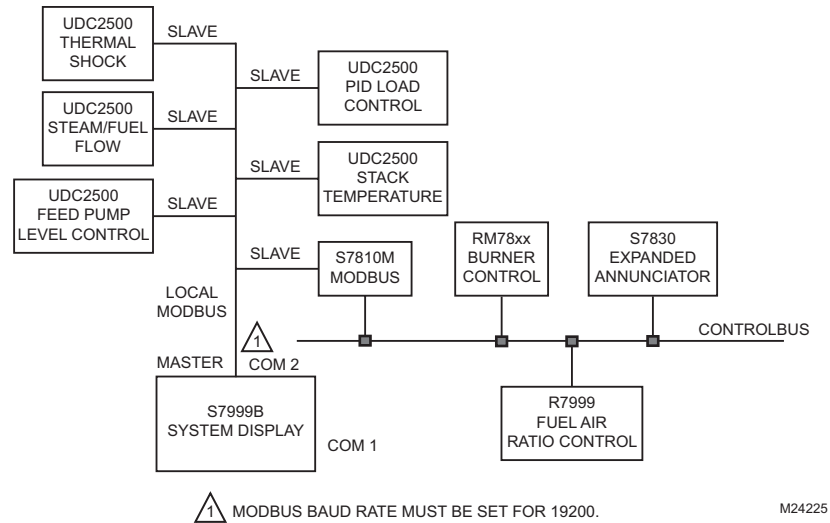 UDC2500
THERMAL
SHOCK
SLAVE
SLAVE
UDC2500
PID LOAD
CONTROL
UDC2500
STEAM/FUEL
FLOW
SLAVE
SLAVE
UDC2500
STACK
TEMPERATURE
UDC2500
FEED PUMP
LEVEL CONTROL
SLAVE
SLAVE
S7810M
MODBUS
RM78xx
BURNER
CONTROL
S7830
EXPANDED
ANNUNCIATOR
LOCAL
MODBUS
1
CONTROLBUS
MASTER
COM 2
S7999B
SYSTEM DISPLAY
COM 1
R7999
FUEL AIR
RATIO CONTROL
1 MODBUS BAUD RATE MUST BE SET FOR 19200.
M24225